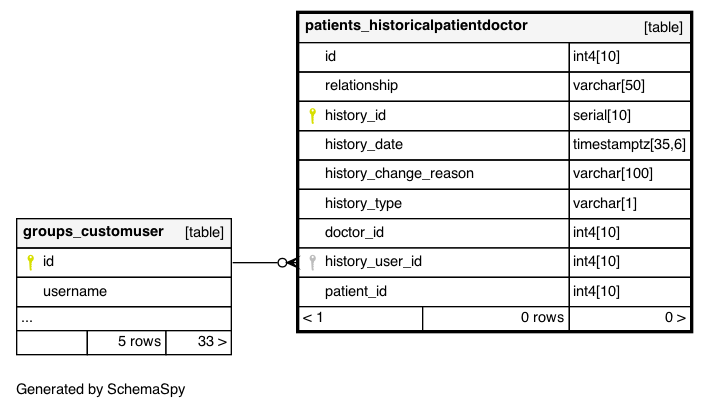 patients_historicalpatientdoctor [table]
id int4[10]
relationship varchar[50]
history_id serial[10]
history_date timestamptz[35,6]
history_change_reason varchar[100]
history_type varchar[1]
doctor_id int4[10]
history_user_id int4[10]
patient_id int4[10]
< 1 0 rows 0 >
groups_customuser [table]
id
username
...
5 rows 33 >
Generated by SchemaSpy